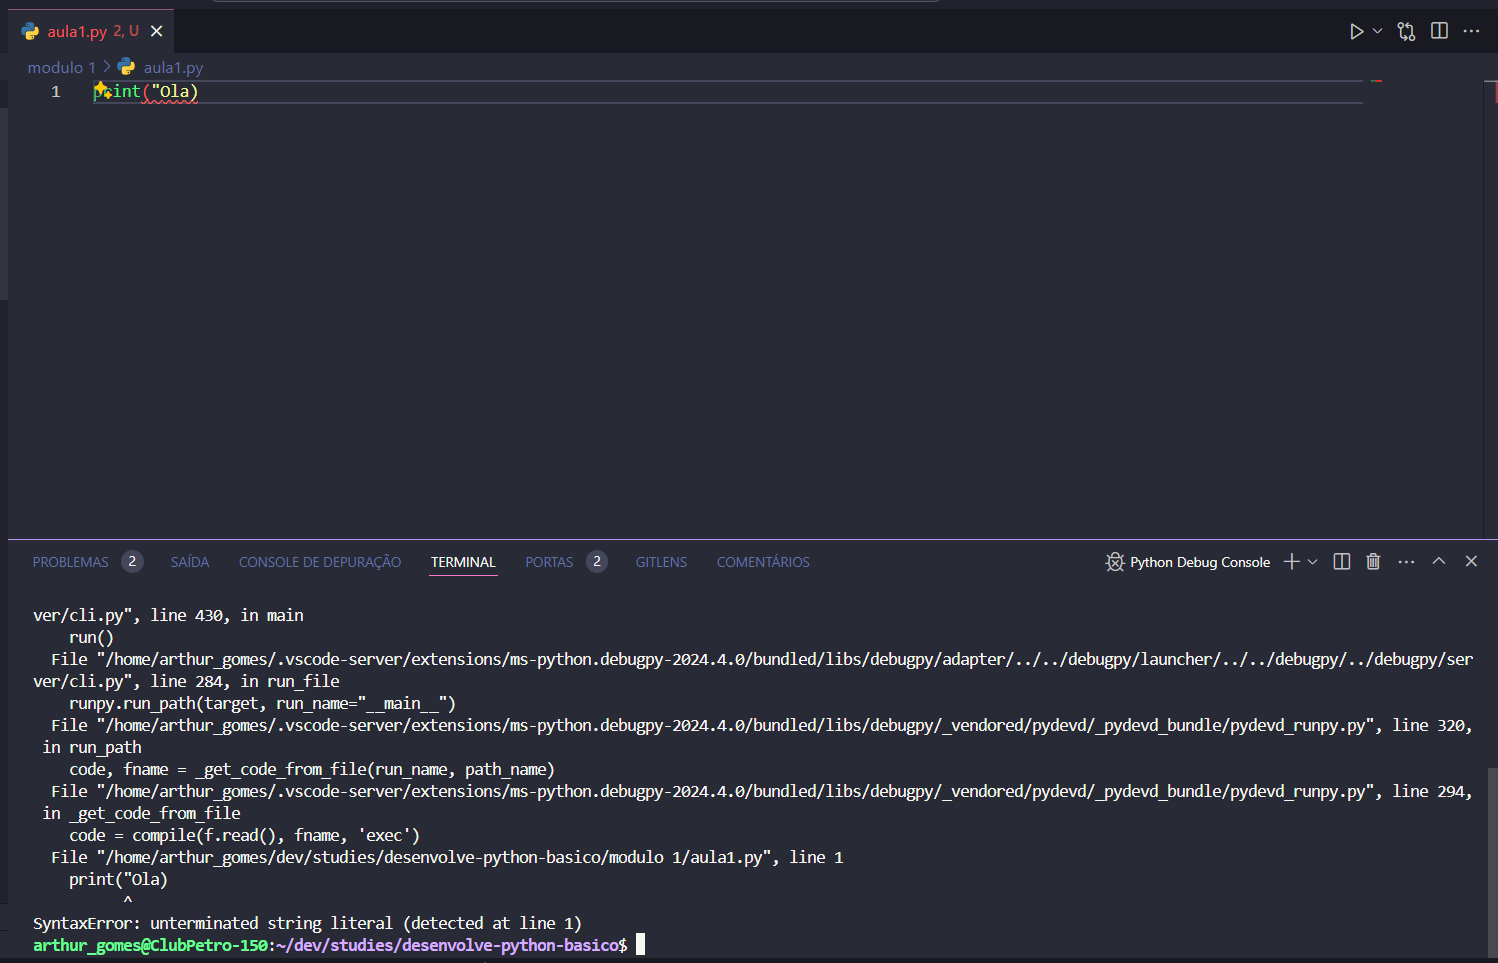 aula1.py 2, U
modulo 1 > aula1.py
1 print("Ola)
PROBLEMAS 2 SAÍDA CONSOLE DE DEPURAÇÃO TERMINAL PORTAS 2 GITLENS COMENTÁRIOS Python Debug Console
ver/cli.py", line 430, in main
run()
File "/home/arthur_gomes/.vscode-server/extensions/ms-python.debugpy-2024.4.0/bundled/libs/debugpy/adapter/../../debugpy/launcher/../../debugpy/../debugpy/ser
ver/cli.py", line 284, in run_file
runpy.run_path(target, run_name="__main__")
File "/home/arthur_gomes/.vscode-server/extensions/ms-python.debugpy-2024.4.0/bundled/libs/debugpy/_vendored/pydevd/_pydevd_bundle/pydevd_runpy.py", line 320,
in run_path
code, fname = _get_code_from_file(run_name, path_name)
File "/home/arthur_gomes/.vscode-server/extensions/ms-python.debugpy-2024.4.0/bundled/libs/debugpy/_vendored/pydevd/_pydevd_bundle/pydevd_runpy.py", line 294,
in _get_code_from_file
code = compile(f.read(), fname, 'exec')
File "/home/arthur_gomes/dev/studies/desenvolve-python-basico/modulo 1/aula1.py", line 1
print("Ola)
^
SyntaxError: unterminated string literal (detected at line 1)
arthur_gomes@ClubPetro-150:~/dev/studies/desenvolve-python-basico$